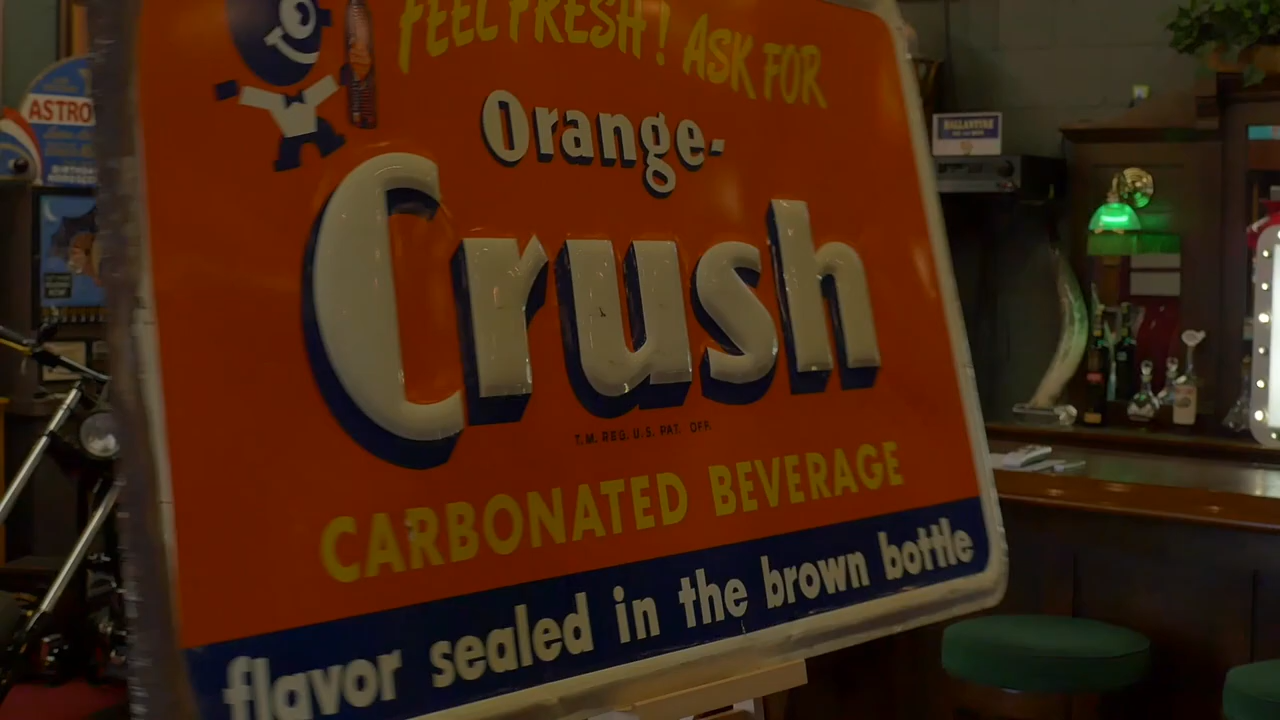 FEEL FRESH! ASK FOR
Orange-
Crush
T.M. REG. U.S. PAT. OFF.
CARBONATED BEVERAGE
flavor sealed in the brown bottle
ASTRO
BALLANTINE